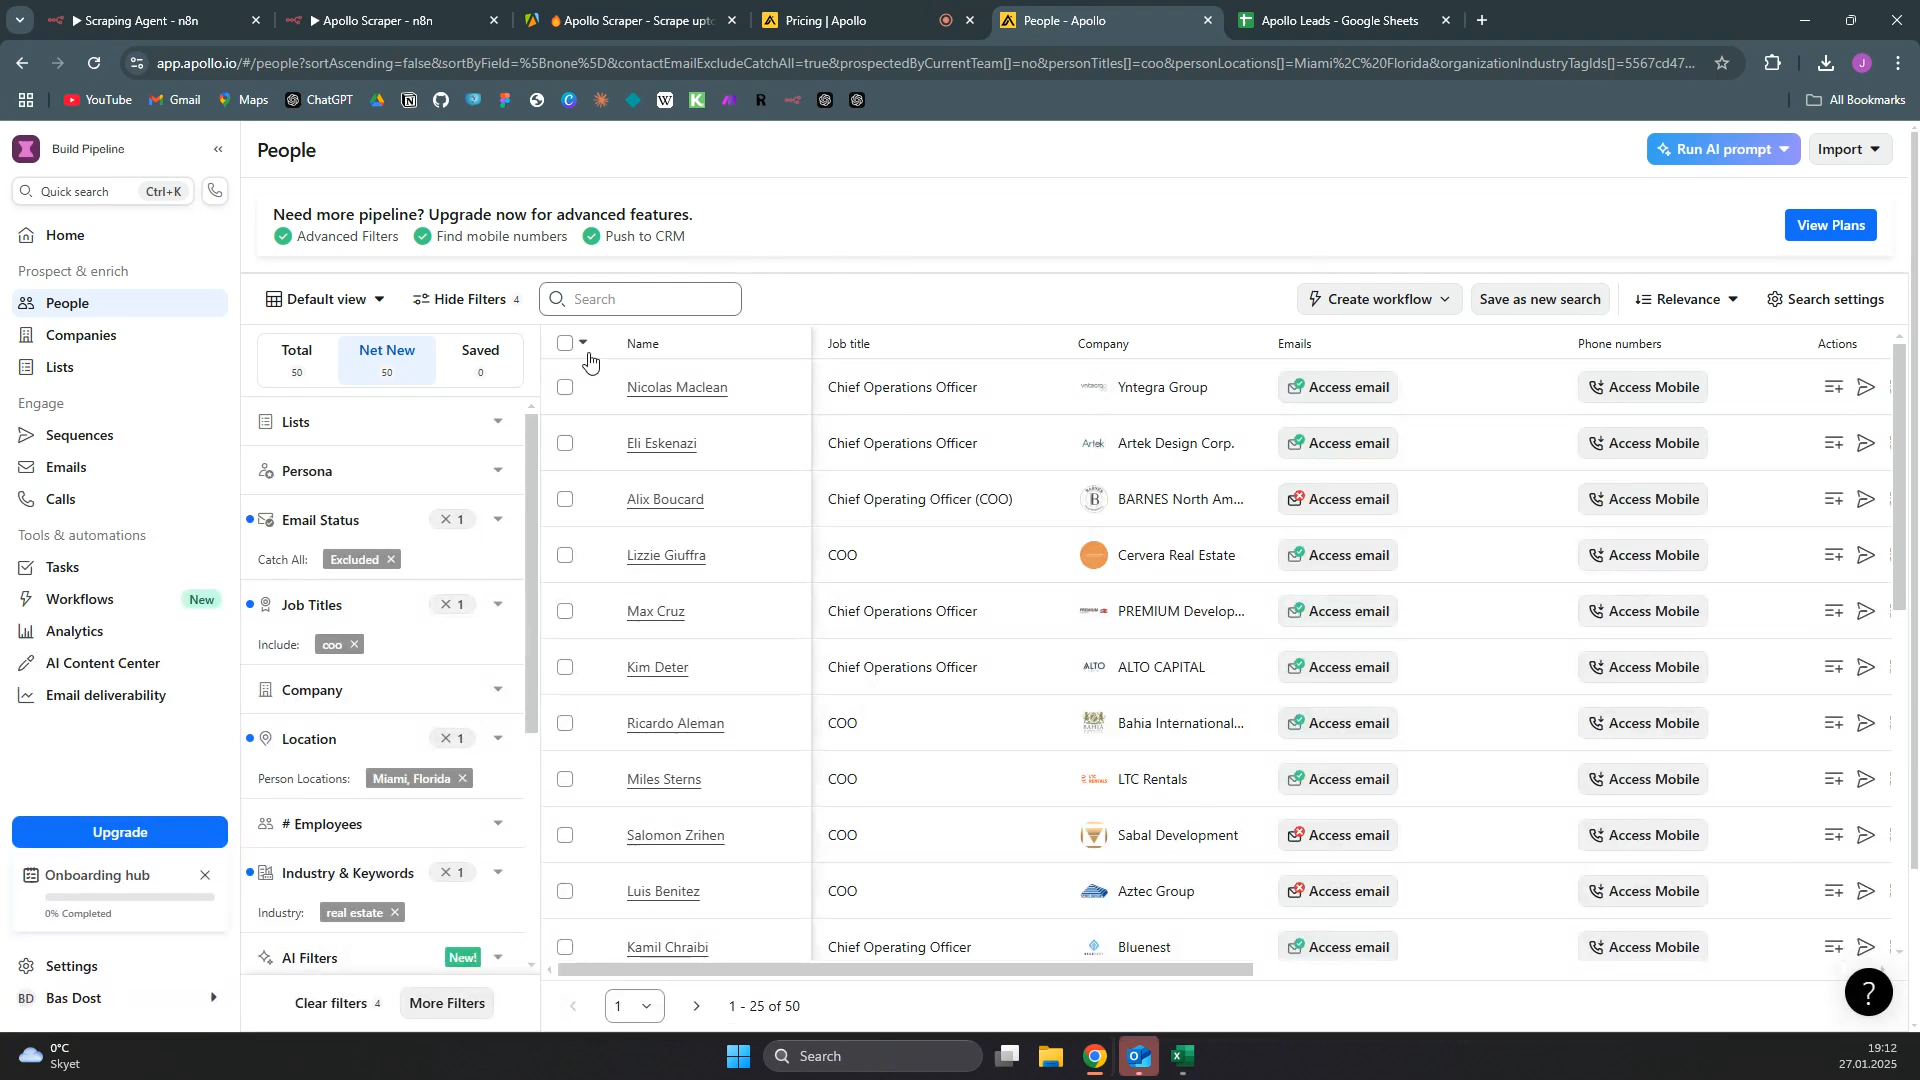 Scraping Agent - n8n
Apollo Scraper - n8n
Apollo Scraper - Scrape upto
Pricing | Apollo
People - Apollo
Apollo Leads - Google Sheets
app.apollo.io/#/people?sortAscending=false&sortByField=%5Bnone%5D&contactEmailExcludeCatchAll=true&prospectedByCurrentTeam[]=no&personTitles[]=coo&personLocations[]=Miami%2C%20Florida&organizationIndustryTagIds[]=5567cd47...
J
YouTube
Gmail
Maps
ChatGPT
All Bookmarks
Build Pipeline
Quick search Ctrl+K
Home
Prospect & enrich
People
Companies
Lists
Engage
Sequences
Emails
Calls
Tools & automations
Tasks
Workflows New
Analytics
AI Content Center
Email deliverability
Upgrade
Onboarding hub
0% Completed
Settings
BD Bas Dost
People
Run AI prompt
Import
Need more pipeline? Upgrade now for advanced features.
Advanced Filters Find mobile numbers Push to CRM
View Plans
Default view
Hide Filters 4
Search
Create workflow
Save as new search
Relevance
Search settings
Total Net New Saved
50 50 0
Lists
Persona
Email Status 1
Catch All: Excluded
Job Titles 1
Include: coo
Company
Location 1
Person Locations: Miami, Florida
# Employees
Industry & Keywords 1
Industry: real estate
AI Filters New!
Clear filters 4 More Filters
Name Job title Company Emails Phone numbers Actions
Nicolas Maclean Chief Operations Officer Yntegra Group Access email Access Mobile
Eli Eskenazi Chief Operations Officer Artek Artek Design Corp. Access email Access Mobile
Alix Boucard Chief Operating Officer (COO) B BARNES North Am... Access email Access Mobile
Lizzie Giuffra COO Cervera Real Estate Access email Access Mobile
Max Cruz Chief Operations Officer PREMIUM Develop... Access email Access Mobile
Kim Deter Chief Operations Officer ALTO ALTO CAPITAL Access email Access Mobile
Ricardo Aleman COO BAHIA Bahia International... Access email Access Mobile
Miles Sterns COO LTC RENTALS LTC Rentals Access email Access Mobile
Salomon Zrihen COO Sabal Development Access email Access Mobile
Luis Benitez COO Aztec Group Access email Access Mobile
Kamil Chraibi Chief Operating Officer Bluenest Access email Access Mobile
1
1 - 25 of 50
?
0°C
Skyet
Search
19:12
27.01.2025